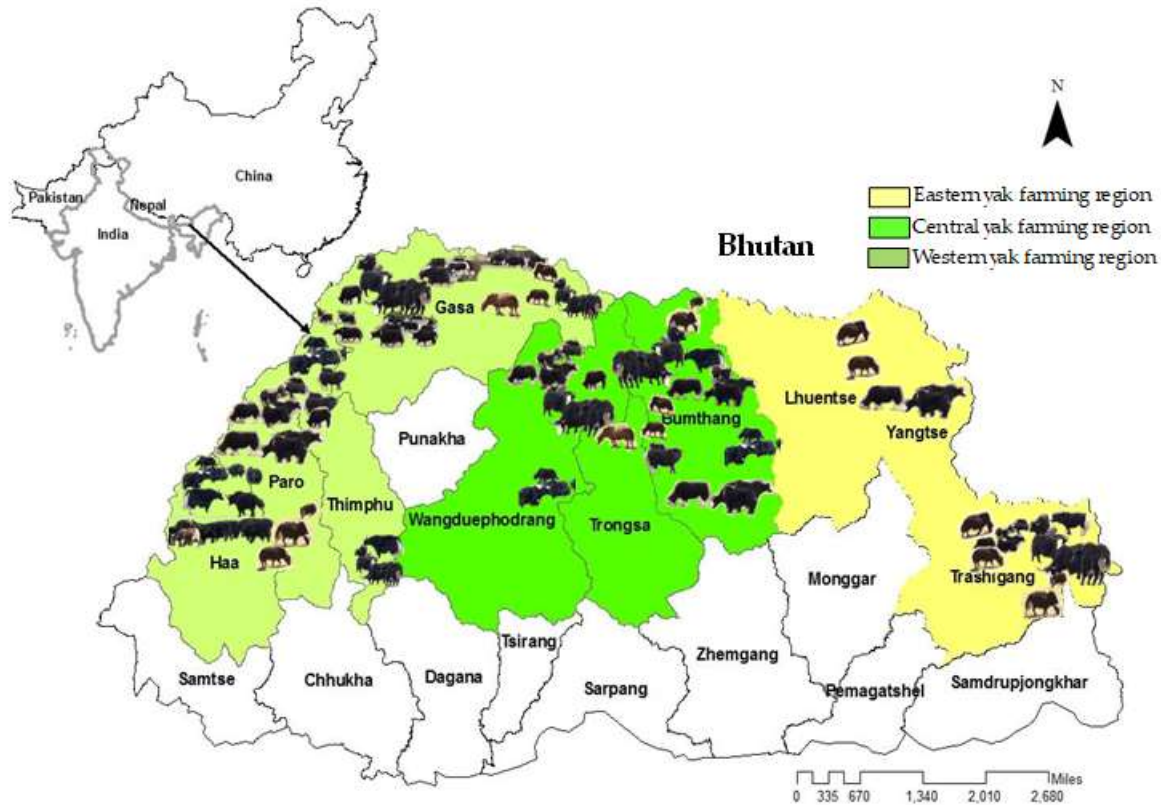 N
China
Pakistan
Nepal
India
Eastern yak farming region
Central yak farming region
Western yak farming region
Bhutan
Gasa
Lhuentse
Bumthang
Yangtse
Punakha
Paro
Thimphu
Wangduephodrang
Trongsa
Haa
Monggar
Trashigang
Tsirang
Zhemgang
Samtse
Chhukha
Dagana
Sarpang
Pemagatshel
Samdrupjongkhar
Miles
0 335 670 1,340 2,010 2,680